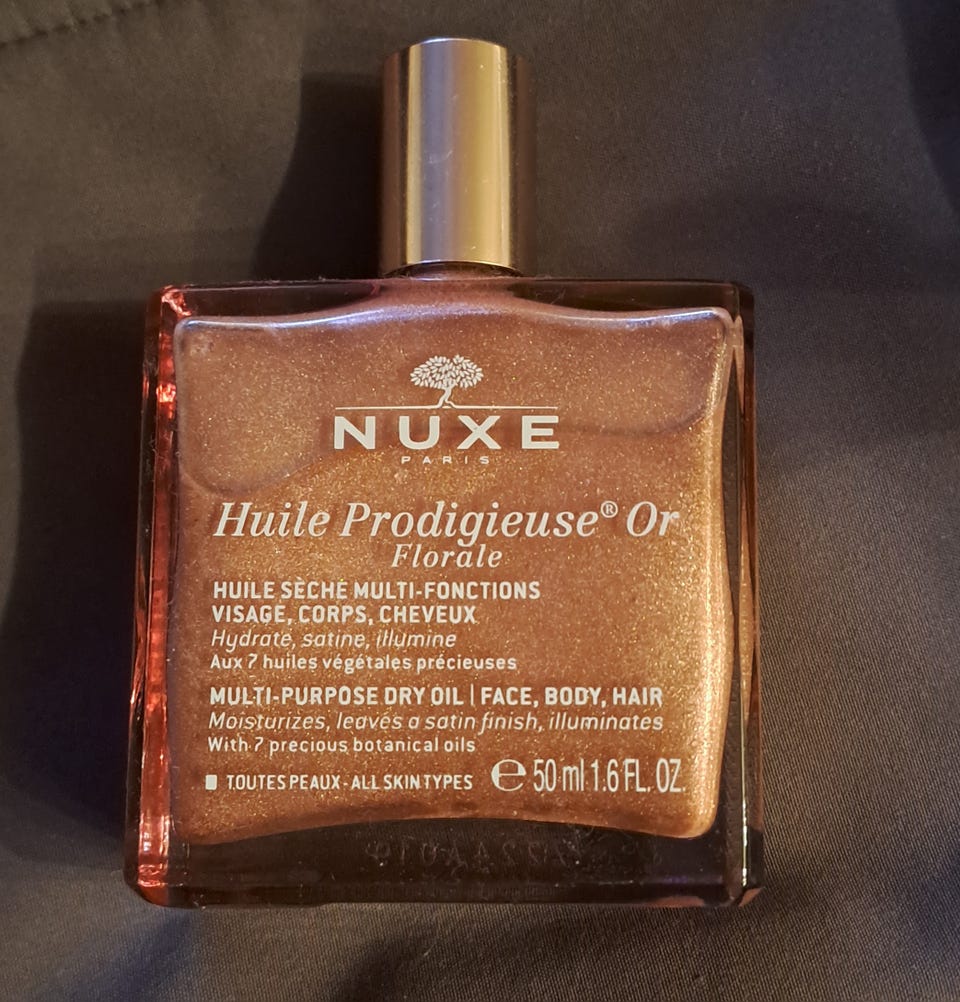 NUXE
PARIS
Huile Prodigieuse® Or
Florale
HUILE SÈCHE MULTI-FONCTIONS
VISAGE, CORPS, CHEVEUX
Hydrate, satine, illumine
Aux 7 huiles végétales précieuses
MULTI-PURPOSE DRY OIL | FACE, BODY, HAIR
Moisturizes, leaves a satin finish, illuminates
With 7 precious botanical oils
TOUTES PEAUX - ALL SKIN TYPES ℮ 50 ml 1.6 FL. OZ.